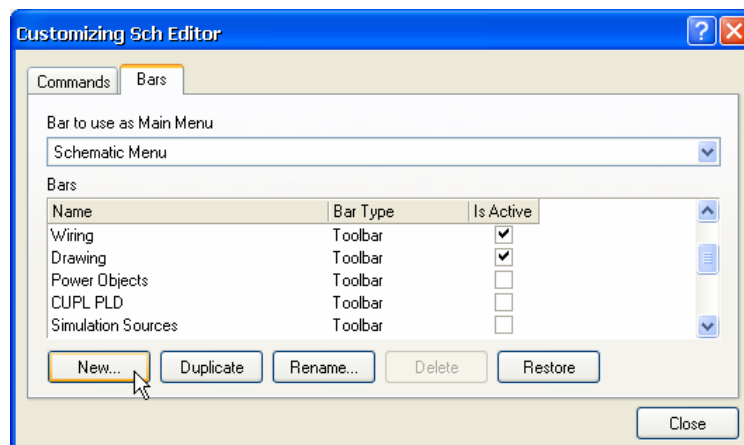 Customizing Sch Editor
Commands Bars
Bar to use as Main Menu
Schematic Menu
Bars
Name Bar Type Is Active
Wiring Toolbar
Drawing Toolbar
Power Objects Toolbar
CUPL PLD Toolbar
Simulation Sources Toolbar
New... Duplicate Rename... Delete Restore
Close